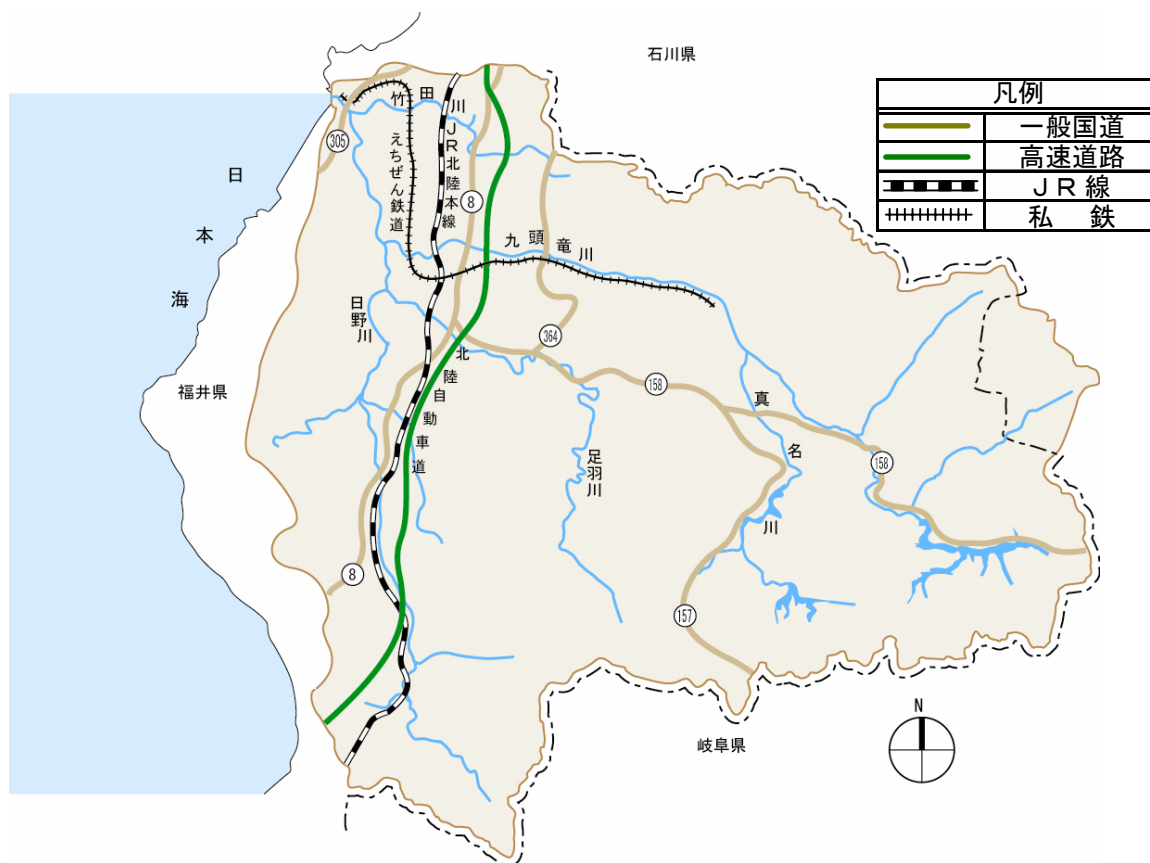 石川県
凡例
一般国道
高速道路
JR線
私鉄
竹田川
305
えちぜん鉄道
JR北陸本線
8
日本海
九頭竜川
日野川
364
福井県
北陸自動車道
158
真名川
足羽川
158
8
157
N
岐阜県